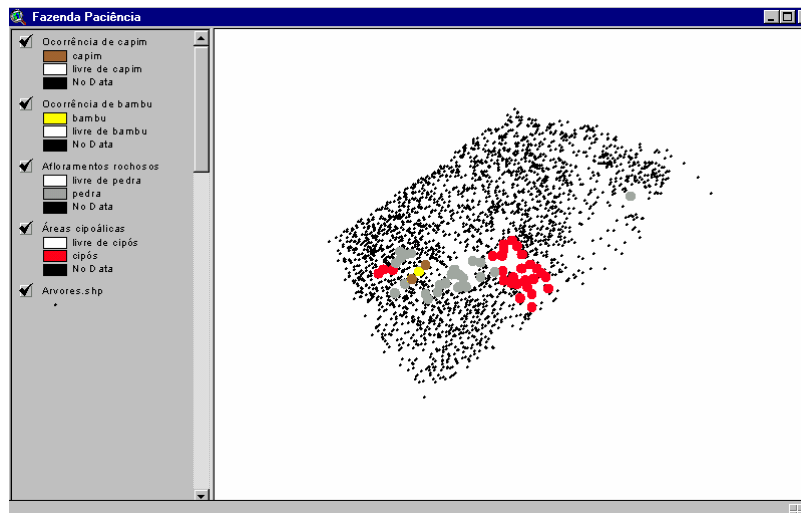 Fazenda Paciência
Ocorrência de capim
capim
livre de capim
No Data
Ocorrência de bambu
bambu
livre de bambu
No Data
Afloramentos rochosos
livre de pedra
pedra
No Data
Áreas cipoálicas
livre de cipós
cipós
No Data
Arvores.shp